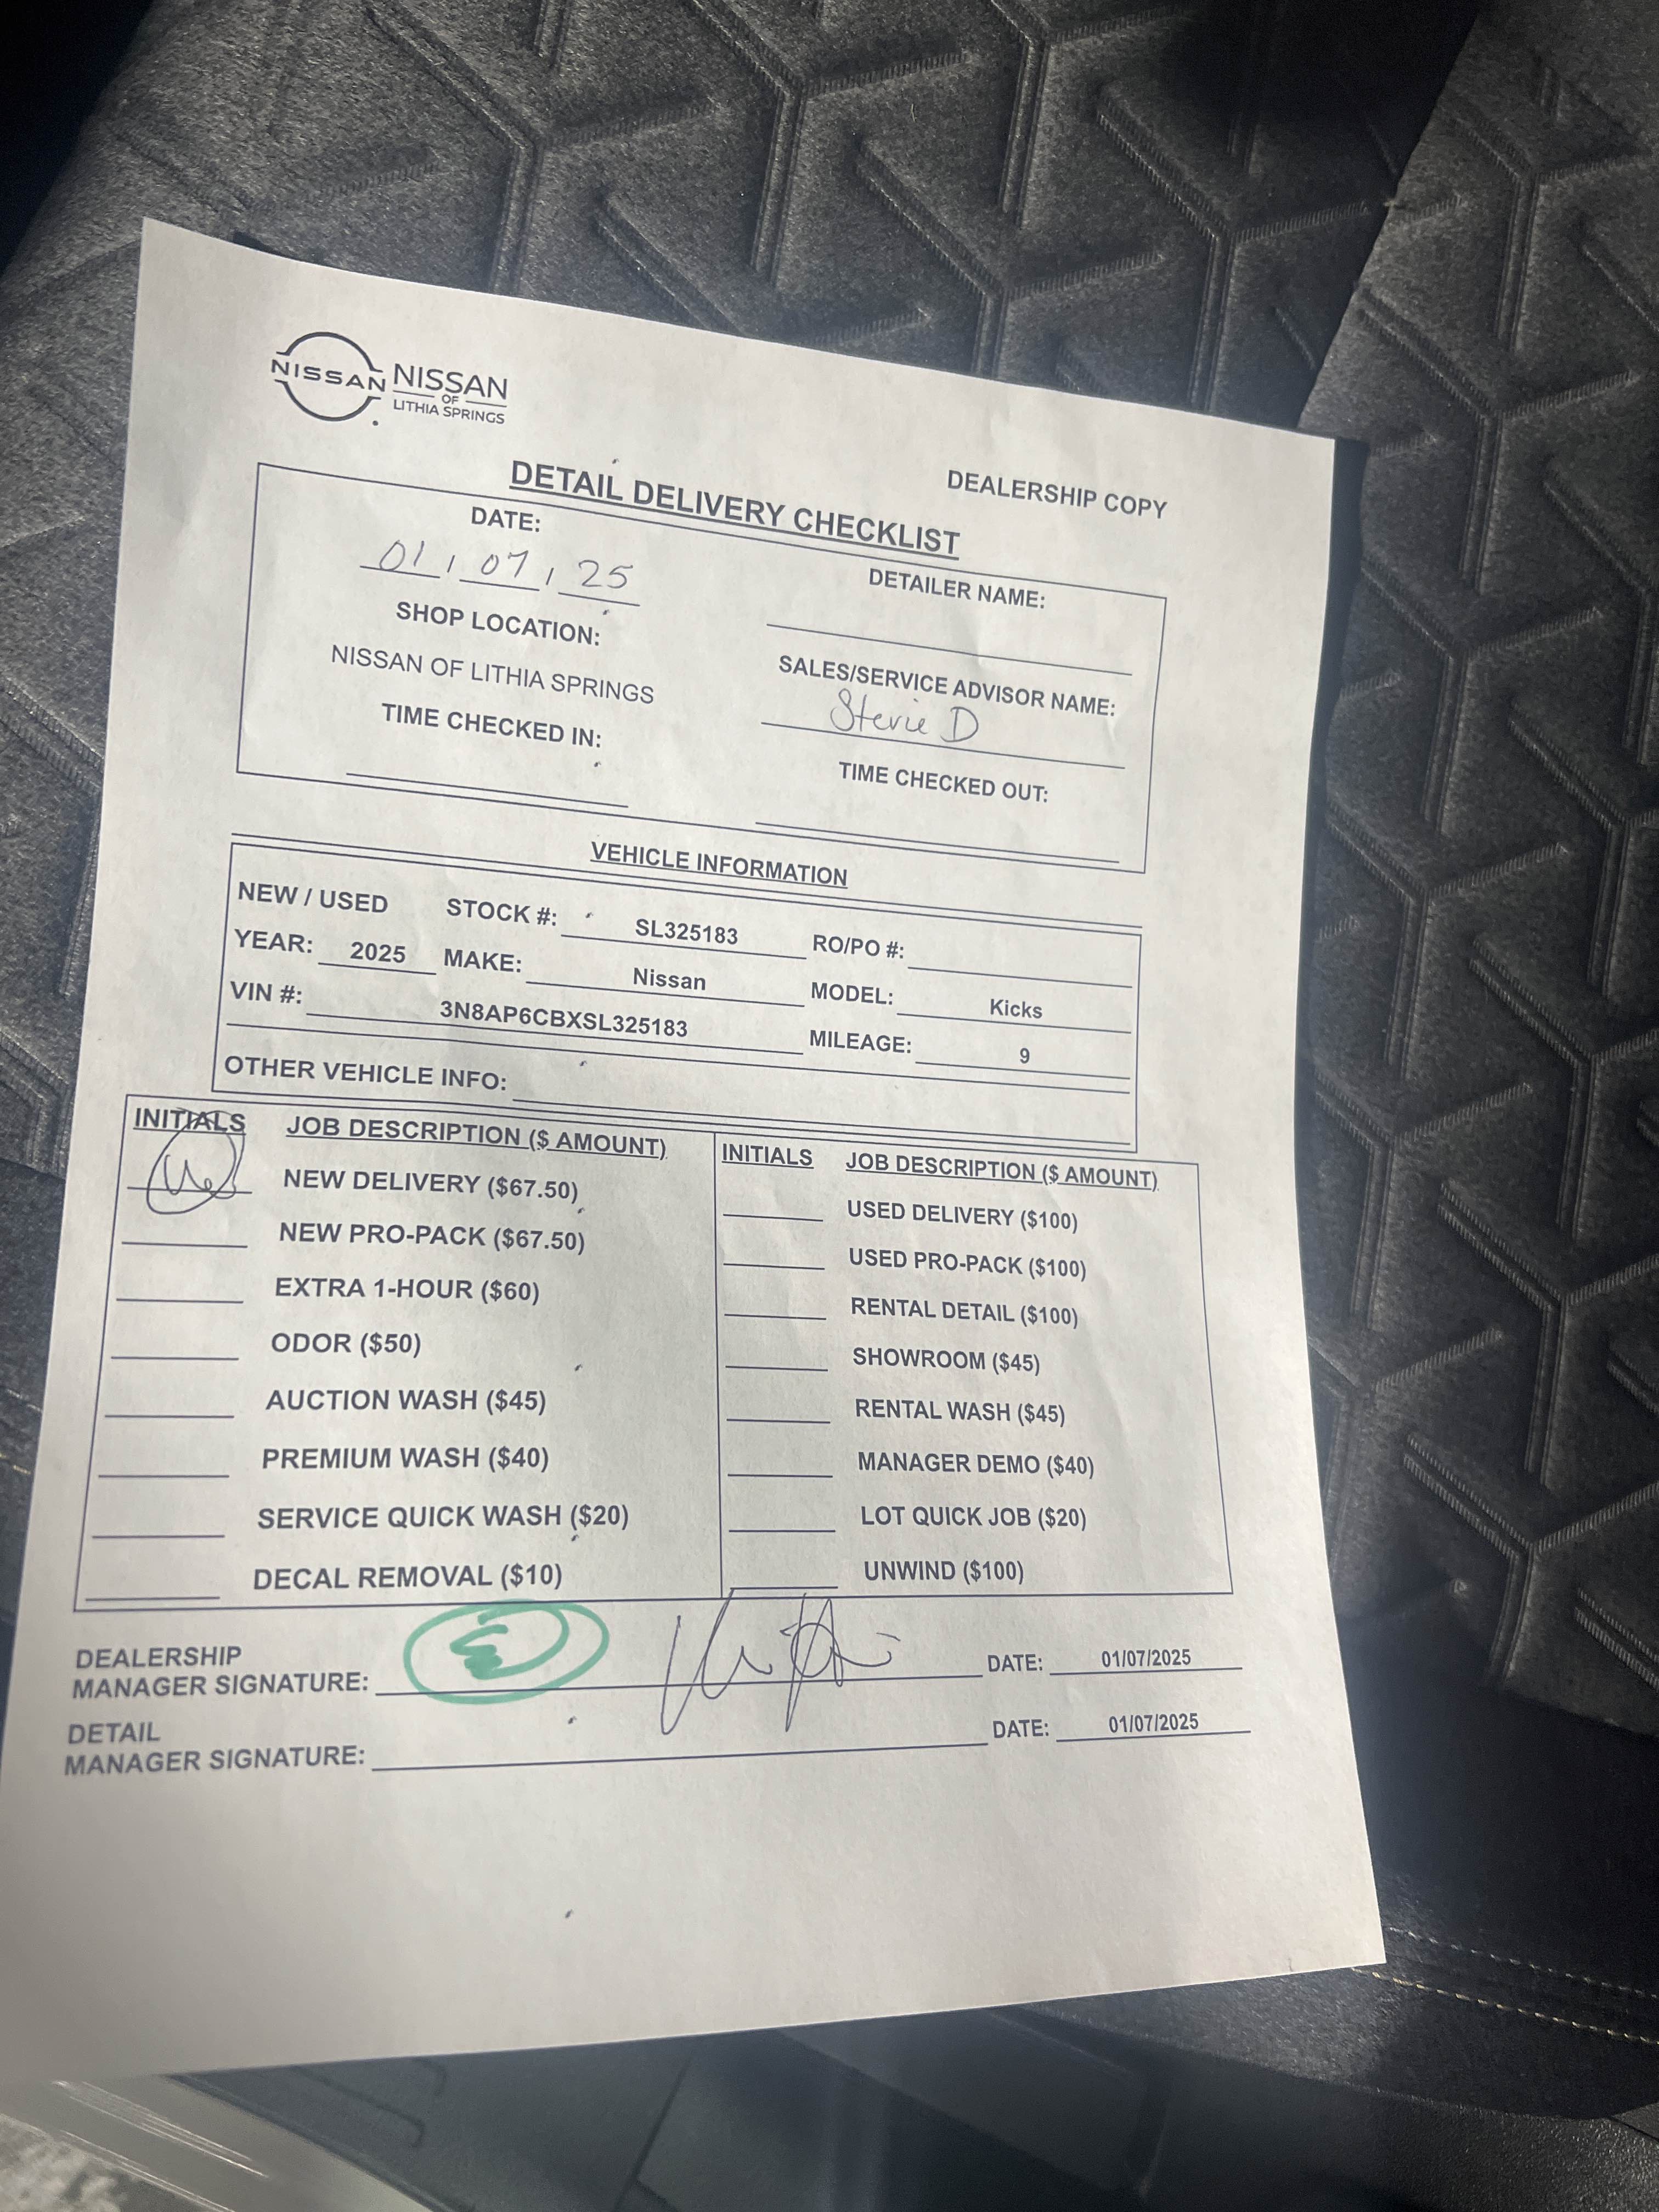 NISSAN NISSAN
OF
LITHIA SPRINGS
DEALERSHIP COPY
DETAIL DELIVERY CHECKLIST
DATE:
01 / 07 / 25
DETAILER NAME:
SHOP LOCATION:
NISSAN OF LITHIA SPRINGS
SALES/SERVICE ADVISOR NAME:
Stevie D
TIME CHECKED IN:
TIME CHECKED OUT:
VEHICLE INFORMATION
NEW / USED STOCK #: SL325183 RO/PO #:
YEAR: 2025 MAKE: Nissan MODEL: Kicks
VIN #: 3N8AP6CBXSL325183 MILEAGE: 9
OTHER VEHICLE INFO:
INITIALS JOB DESCRIPTION ($ AMOUNT)
NEW DELIVERY ($67.50)
NEW PRO-PACK ($67.50)
EXTRA 1-HOUR ($60)
ODOR ($50)
AUCTION WASH ($45)
PREMIUM WASH ($40)
SERVICE QUICK WASH ($20)
DECAL REMOVAL ($10)
INITIALS JOB DESCRIPTION ($ AMOUNT)
USED DELIVERY ($100)
USED PRO-PACK ($100)
RENTAL DETAIL ($100)
SHOWROOM ($45)
RENTAL WASH ($45)
MANAGER DEMO ($40)
LOT QUICK JOB ($20)
UNWIND ($100)
DEALERSHIP
MANAGER SIGNATURE: DATE: 01/07/2025
DETAIL
MANAGER SIGNATURE: DATE: 01/07/2025